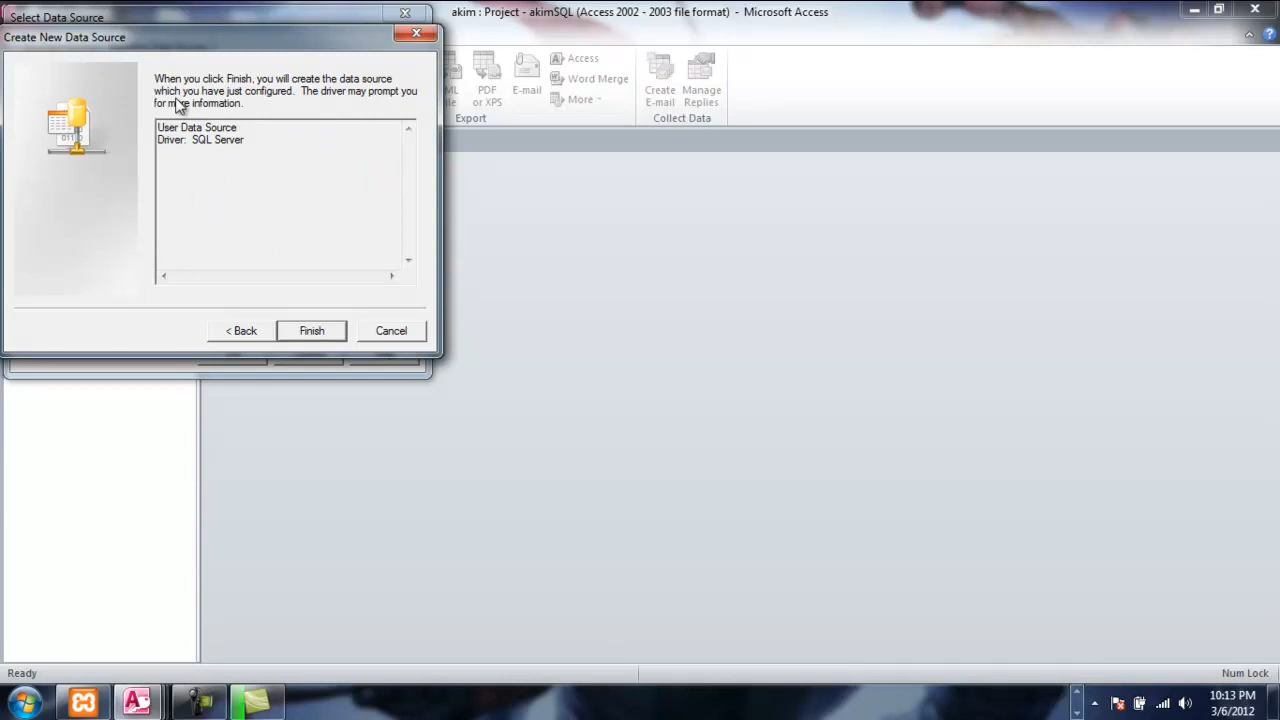 Select Data Source
akim : Project - akimSQL (Access 2002 - 2003 file format) - Microsoft Access
Create New Data Source
When you click Finish, you will create the data source
which you have just configured. The driver may prompt you
for more information.
User Data Source
Driver: SQL Server
< Back
Finish
Cancel
PDF
or XPS
E-mail
Access
Word Merge
More
Export
Create
E-mail
Manage
Replies
Collect Data
Ready
Num Lock
10:13 PM
3/6/2012